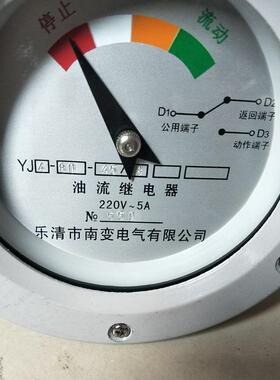 停止 流动
D1 D2
返回端子
公用端子 D3
动作端子
YJ
油流继电器
220V~5A
№
乐清市南变电气有限公司